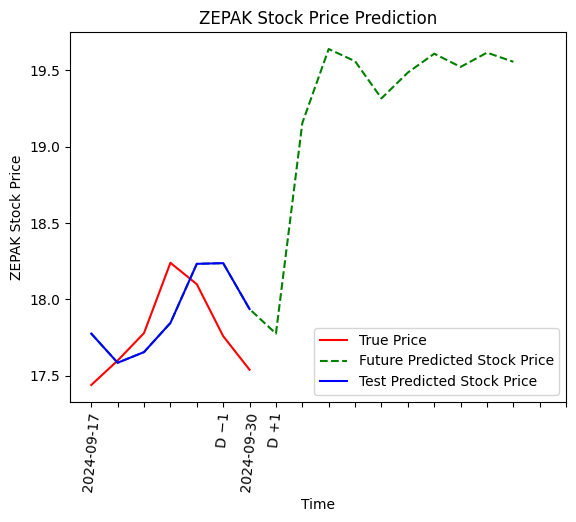 ZEPAK Stock Price Prediction
ZEPAK Stock Price
19.5
19.0
18.5
18.0
17.5
True Price
Future Predicted Stock Price
Test Predicted Stock Price
2024-09-17
D −1
2024-09-30
D +1
Time